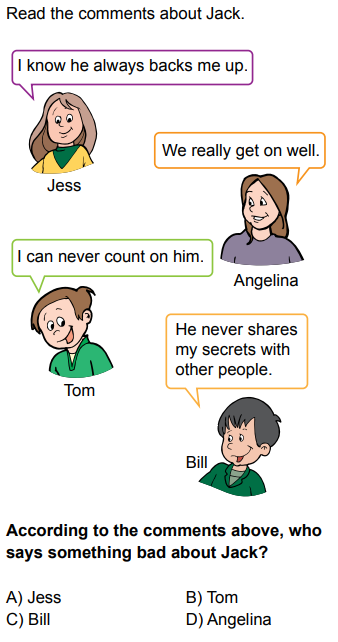 Read the comments about Jack.
I know he always backs me up.
Jess
We really get on well.
Angelina
I can never count on him.
Tom
He never shares
my secrets with
other people.
Bill
According to the comments above, who
says something bad about Jack?
A) Jess
B) Tom
C) Bill
D) Angelina